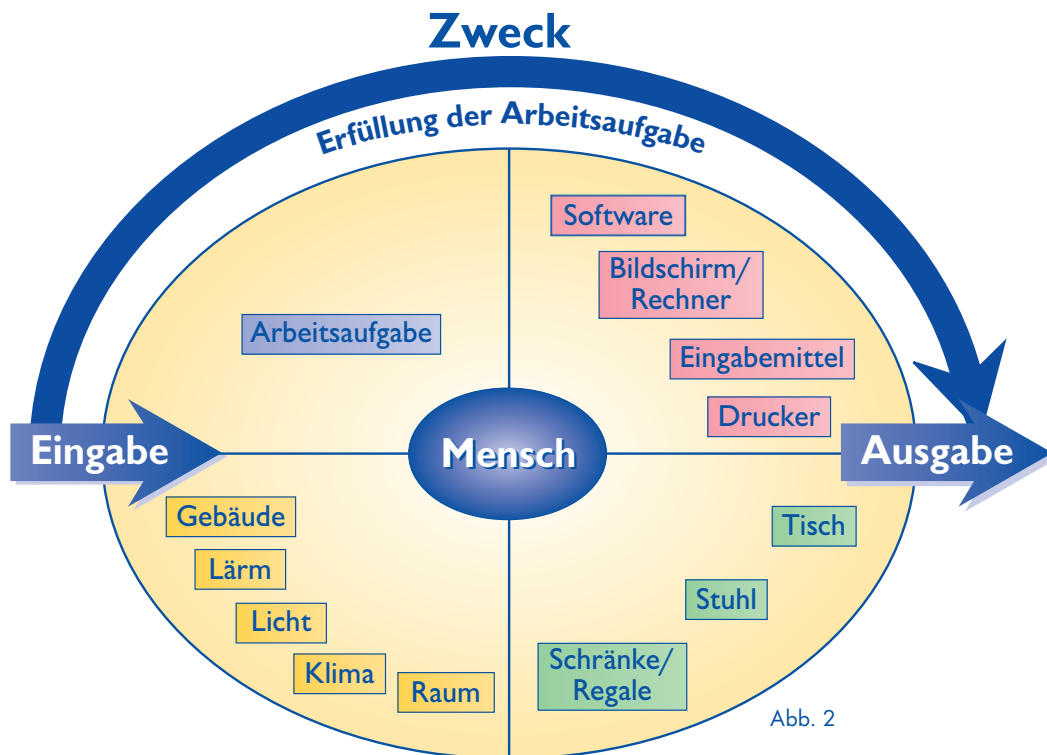 Zweck
Erfüllung der Arbeitsaufgabe
Software
Bildschirm/
Rechner
Arbeitsaufgabe
Eingabemittel
Drucker
Eingabe
Mensch
Ausgabe
Gebäude
Lärm
Licht
Klima
Raum
Tisch
Stuhl
Schränke/
Regale
Abb. 2